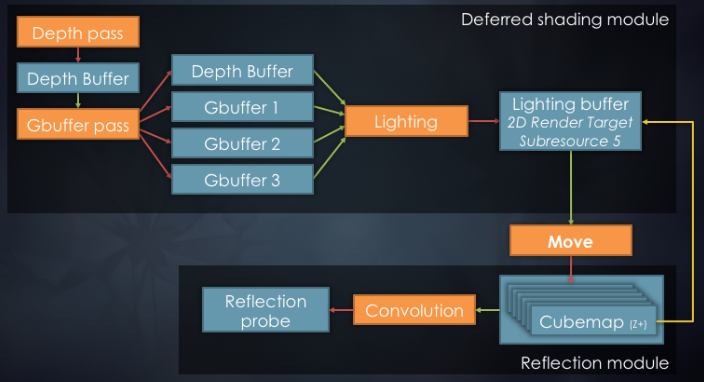 Deferred shading module
Depth pass
Depth Buffer
Gbuffer pass
Depth Buffer
Gbuffer 1
Gbuffer 2
Gbuffer 3
Lighting
Lighting buffer
2D Render Target
Subresource 5
Move
Reflection
probe
Convolution
Cubemap (Z+)
Reflection module